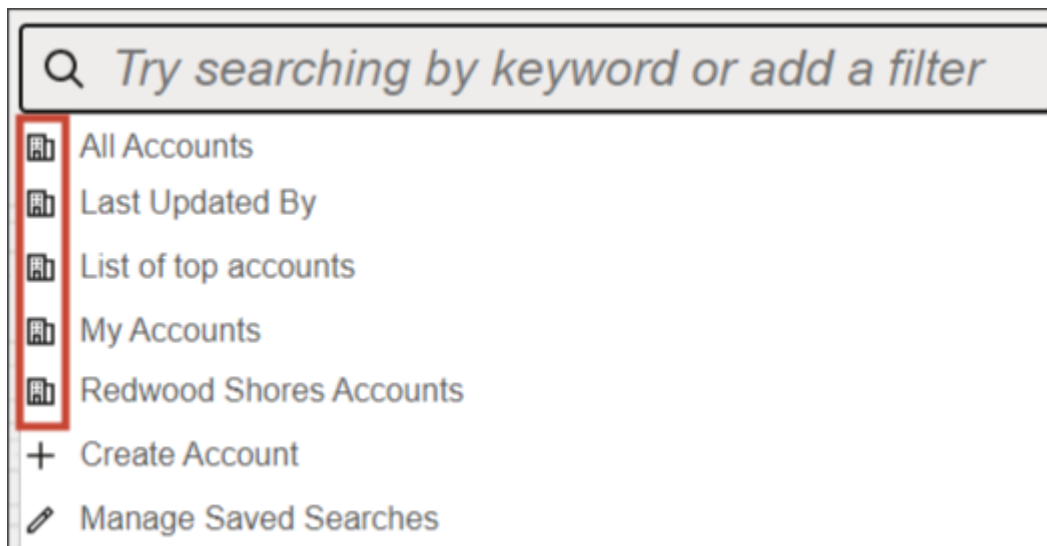 Try searching by keyword or add a filter
All Accounts
Last Updated By
List of top accounts
My Accounts
Redwood Shores Accounts
Create Account
Manage Saved Searches